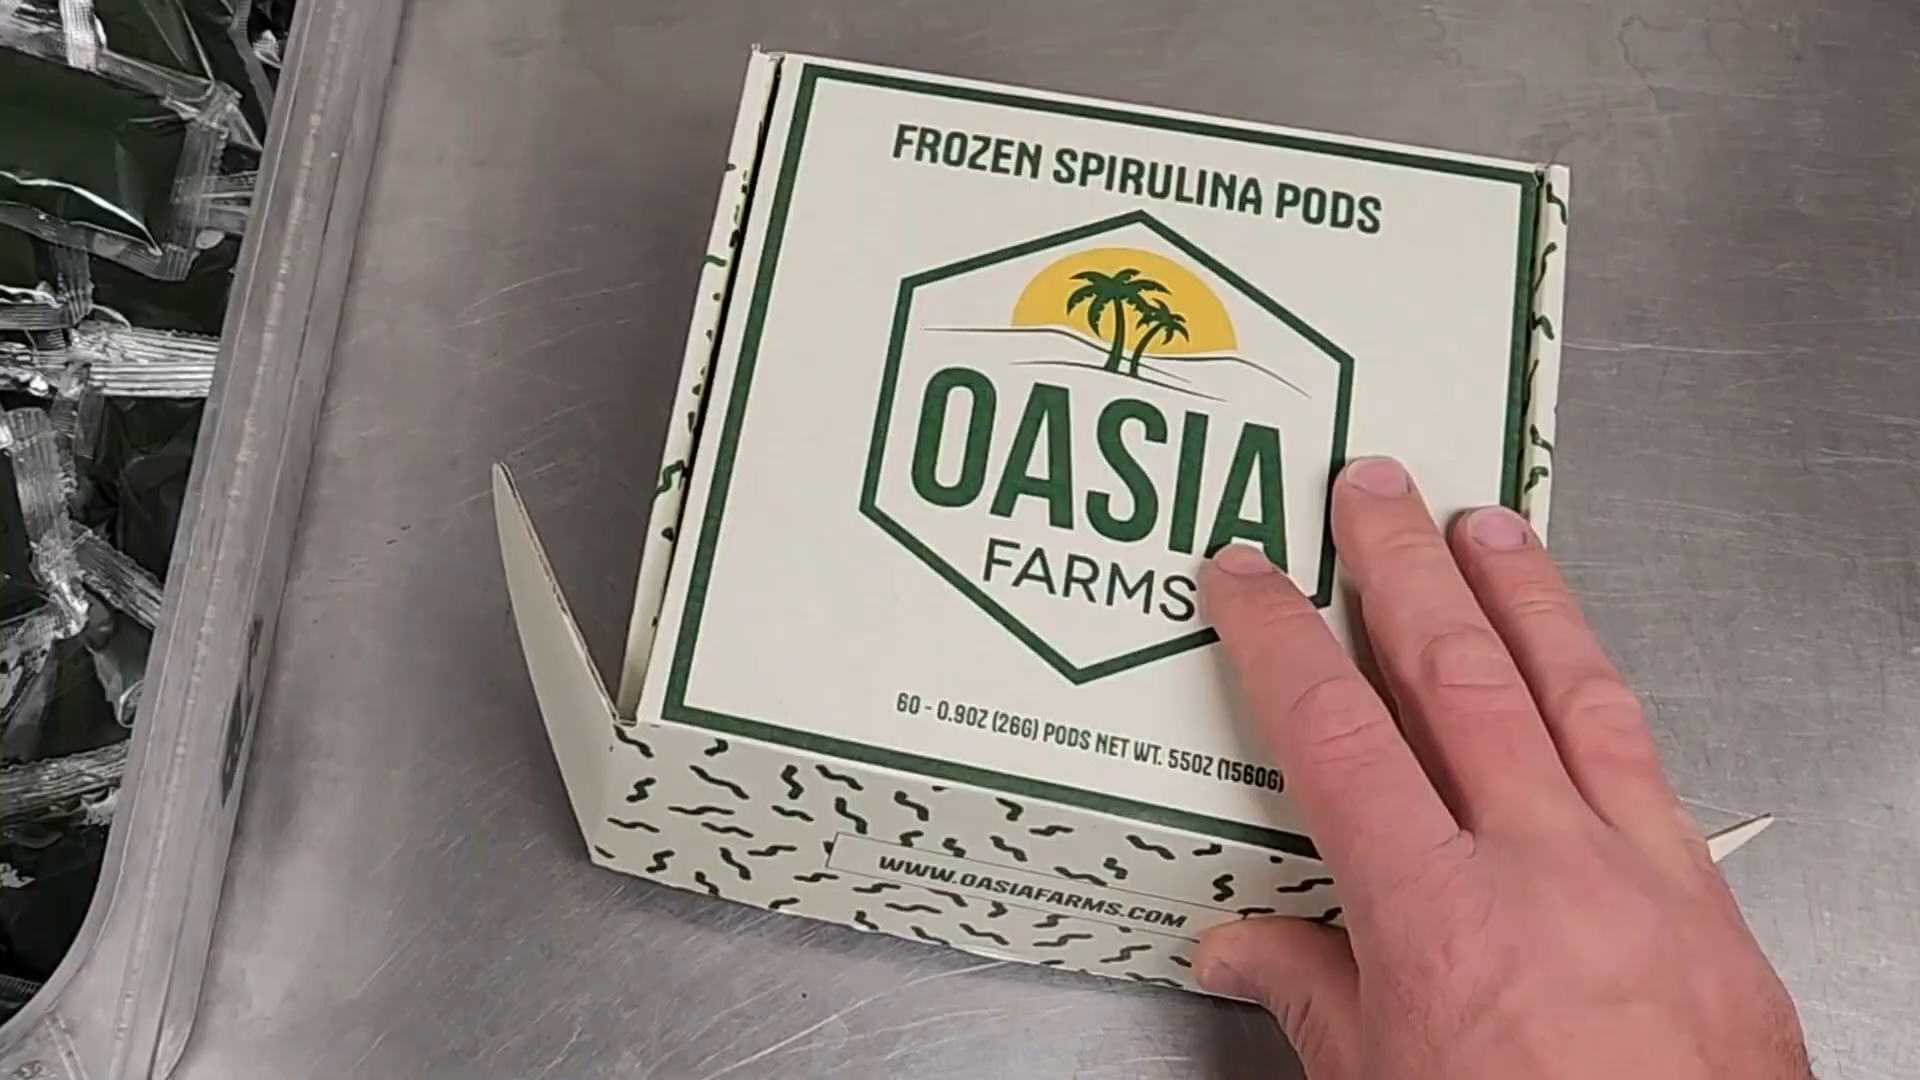 FROZEN SPIRULINA PODS
OASIA
FARMS
60 - 0.9OZ (26G) PODS NET WT. 55OZ (1560G)
WWW.OASIAFARMS.COM